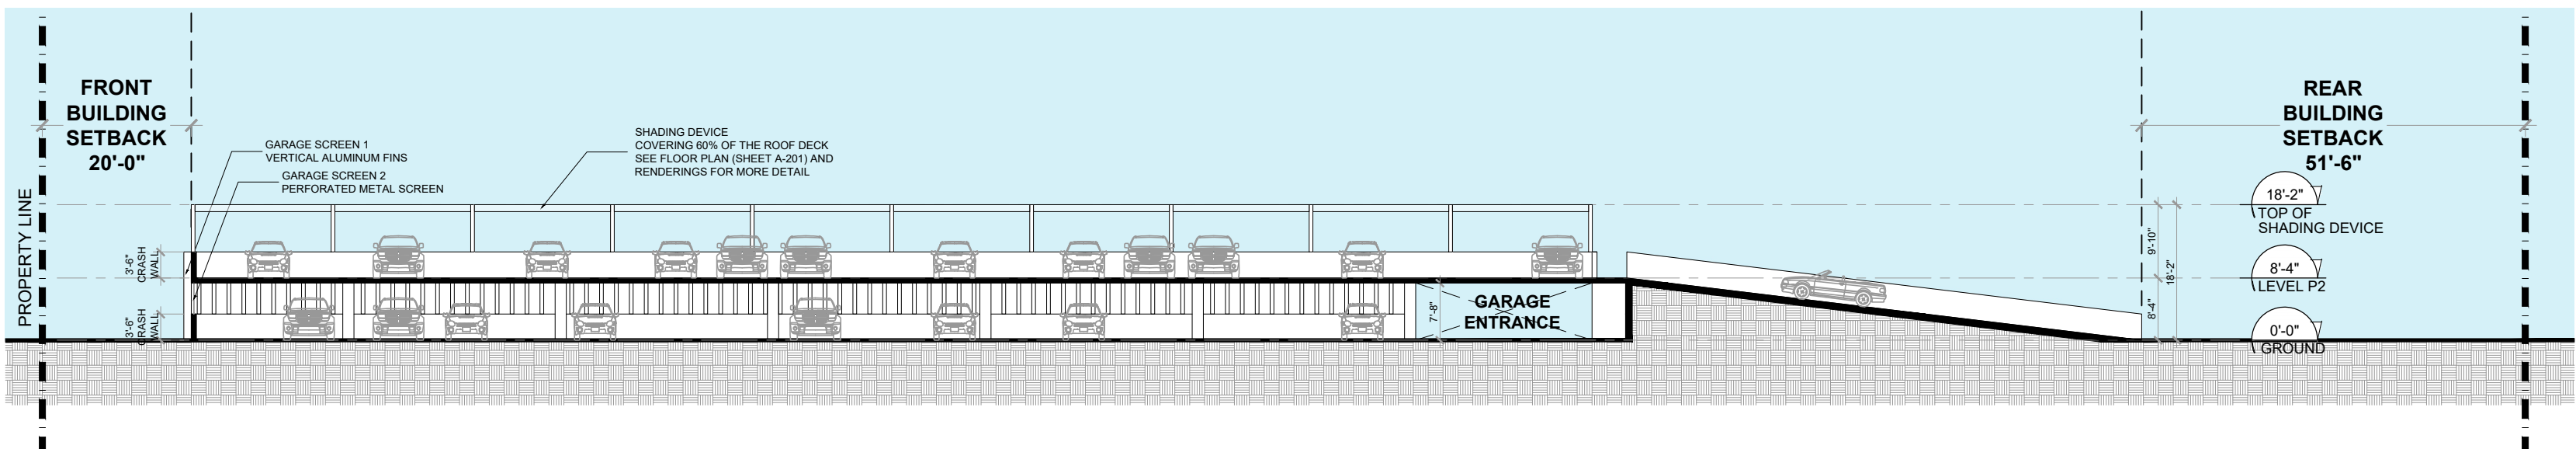 FRONT
BUILDING
SETBACK
20'-0"
PROPERTY LINE
GARAGE SCREEN 1
VERTICAL ALUMINUM FINS
GARAGE SCREEN 2
PERFORATED METAL SCREEN
SHADING DEVICE
COVERING 60% OF THE ROOF DECK
SEE FLOOR PLAN (SHEET A-201) AND
RENDERINGS FOR MORE DETAIL
3'-6"
CRASH
WALL
3'-6"
CRASH
WALL
7'-8"
GARAGE
ENTRANCE
9'-10"
18'-2"
8'-4"
REAR
BUILDING
SETBACK
51'-6"
18'-2"
TOP OF
SHADING DEVICE
8'-4"
LEVEL P2
0'-0"
GROUND